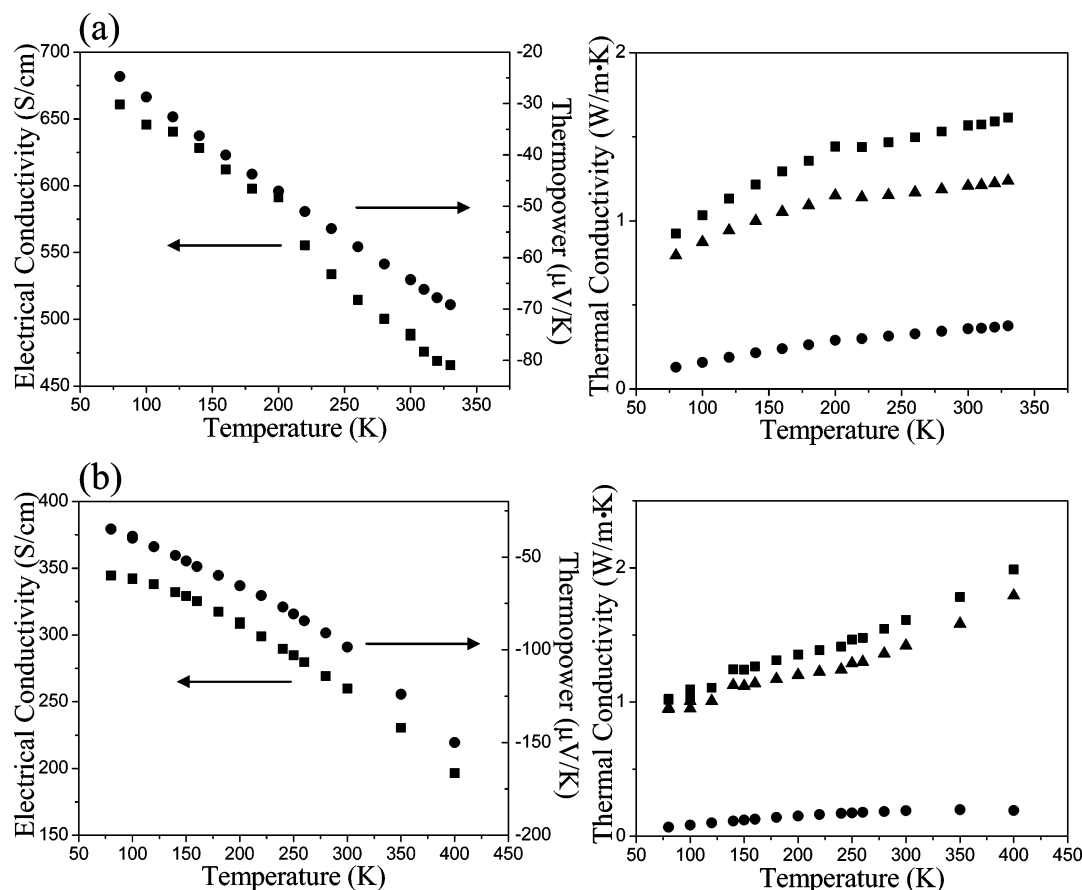 (a)
700
650
600
550
500
450
Electrical Conductivity (S/cm)
-20
-30
-40
-50
-60
-70
-80
Thermopower (μV/K)
50 100 150 200 250 300 350
Temperature (K)
2
1
0
Thermal Conductivity (W/m•K)
50 100 150 200 250 300 350
Temperature (K)
(b)
400
350
300
250
200
150
Electrical Conductivity (S/cm)
-50
-100
-150
-200
Thermopower (μV/K)
50 100 150 200 250 300 350 400 450
Temperature (K)
2
1
0
Thermal Conductivity (W/m•K)
50 100 150 200 250 300 350 400 450
Temperature (K)